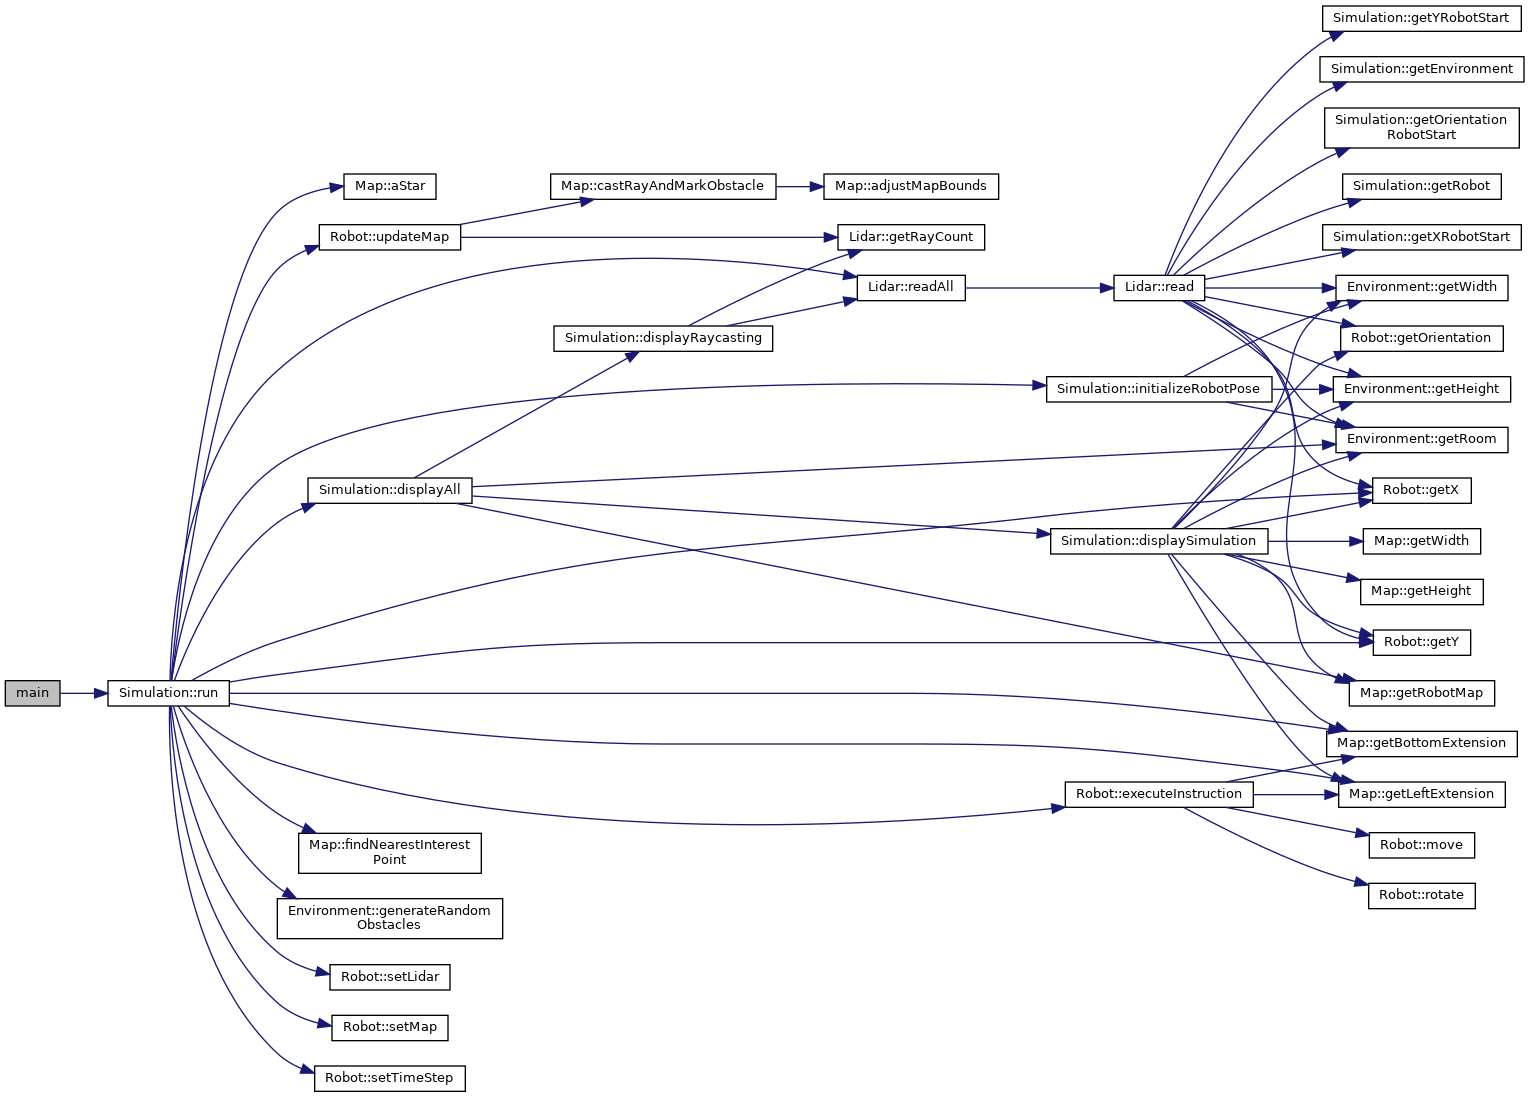 Simulation::getYRobotStart
Simulation::getEnvironment
Simulation::getOrientation
RobotStart
Map::aStar
Map::castRayAndMarkObstacle
Map::adjustMapBounds
Simulation::getRobot
Robot::updateMap
Lidar::getRayCount
Simulation::getXRobotStart
Lidar::readAll
Lidar::read
Environment::getWidth
Simulation::displayRaycasting
Robot::getOrientation
Simulation::initializeRobotPose
Environment::getHeight
Environment::getRoom
Simulation::displayAll
Robot::getX
Simulation::displaySimulation
Map::getWidth
Map::getHeight
Robot::getY
main
Simulation::run
Map::getRobotMap
Map::getBottomExtension
Robot::executeInstruction
Map::getLeftExtension
Map::findNearestInterest
Point
Robot::move
Robot::rotate
Environment::generateRandom
Obstacles
Robot::setLidar
Robot::setMap
Robot::setTimeStep